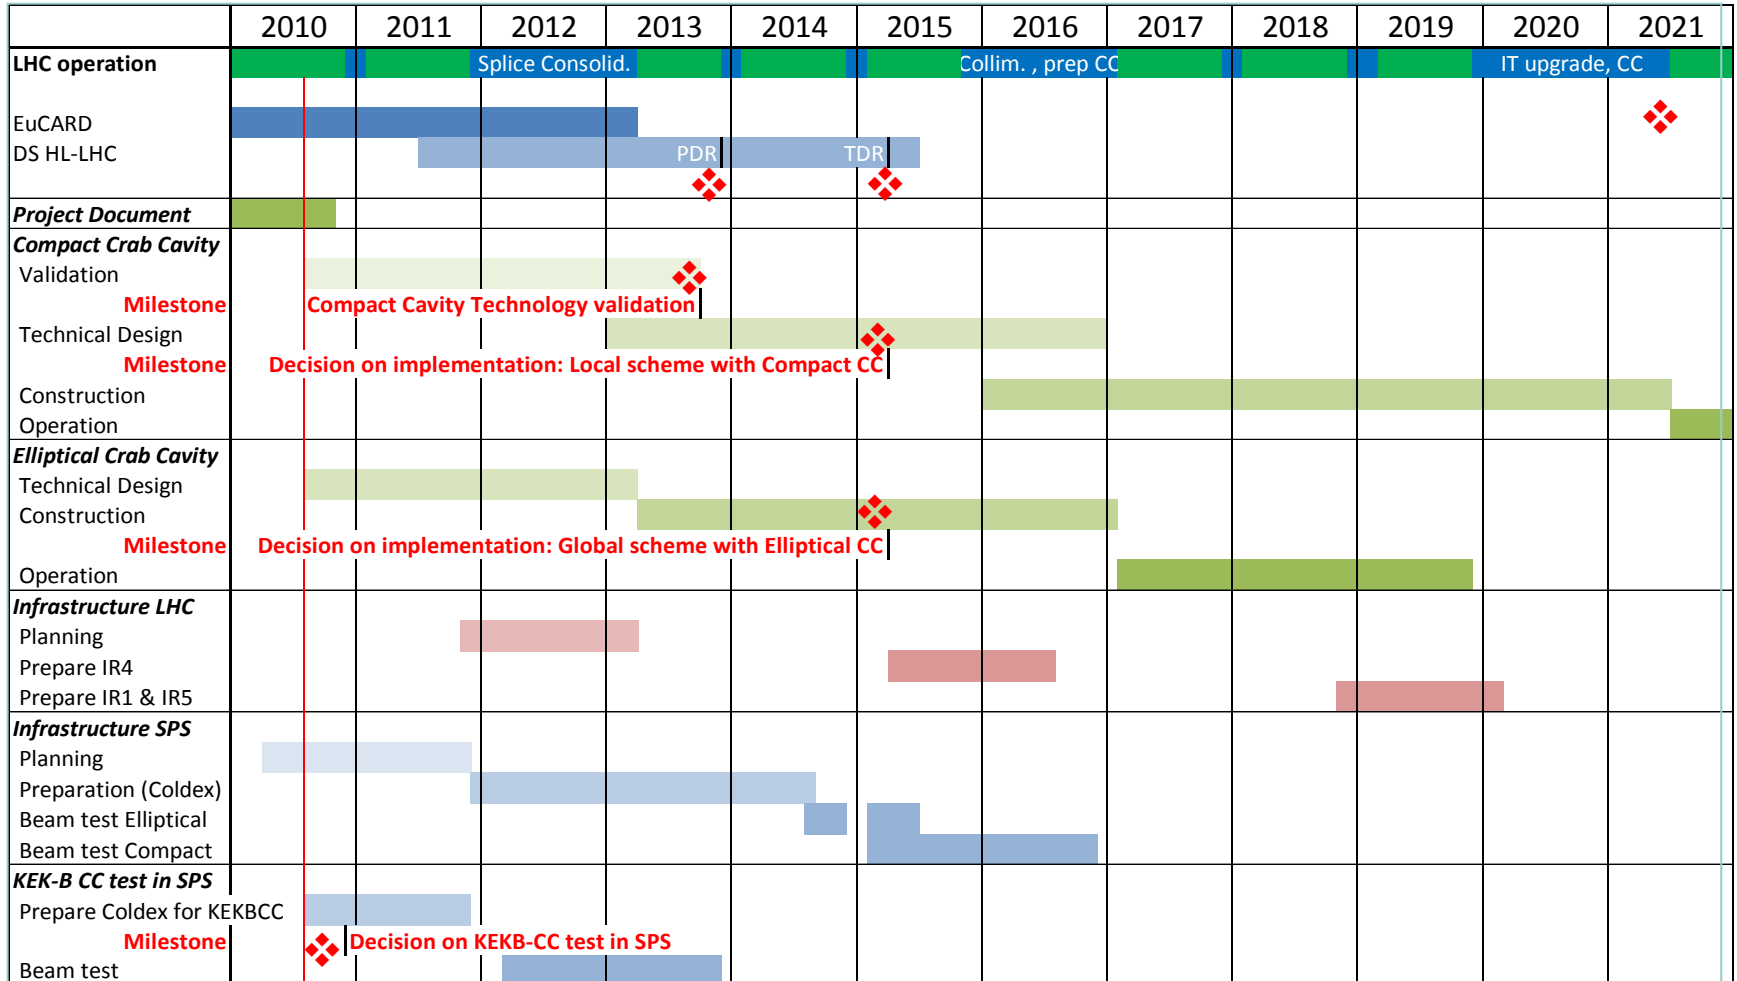 2010 2011 2012 2013 2014 2015 2016 2017 2018 2019 2020 2021
LHC operation Splice Consolid. Collim. , prep CC IT upgrade, CC
EuCARD
DS HL-LHC PDR TDR
Project Document
Compact Crab Cavity
Validation
Milestone Compact Cavity Technology validation
Technical Design
Milestone Decision on implementation: Local scheme with Compact CC
Construction
Operation
Elliptical Crab Cavity
Technical Design
Construction
Milestone Decision on implementation: Global scheme with Elliptical CC
Operation
Infrastructure LHC
Planning
Prepare IR4
Prepare IR1 & IR5
Infrastructure SPS
Planning
Preparation (Coldex)
Beam test Elliptical
Beam test Compact
KEK-B CC test in SPS
Prepare Coldex for KEKBCC
Milestone Decision on KEKB-CC test in SPS
Beam test